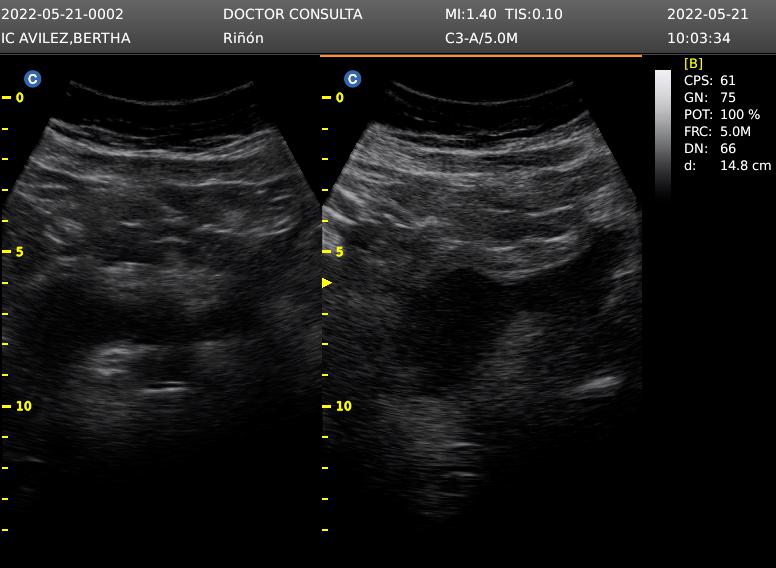 2022-05-21-0002 DOCTOR CONSULTA MI:1.40 TIS:0.10 2022-05-21
IC AVILEZ,BERTHA Riñón C3-A/5.0M 10:03:34
[B]
C C
0 0
CPS: 61
GN: 75
POT: 100 %
FRC: 5.0M
DN: 66
d: 14.8 cm
5 5
10 10